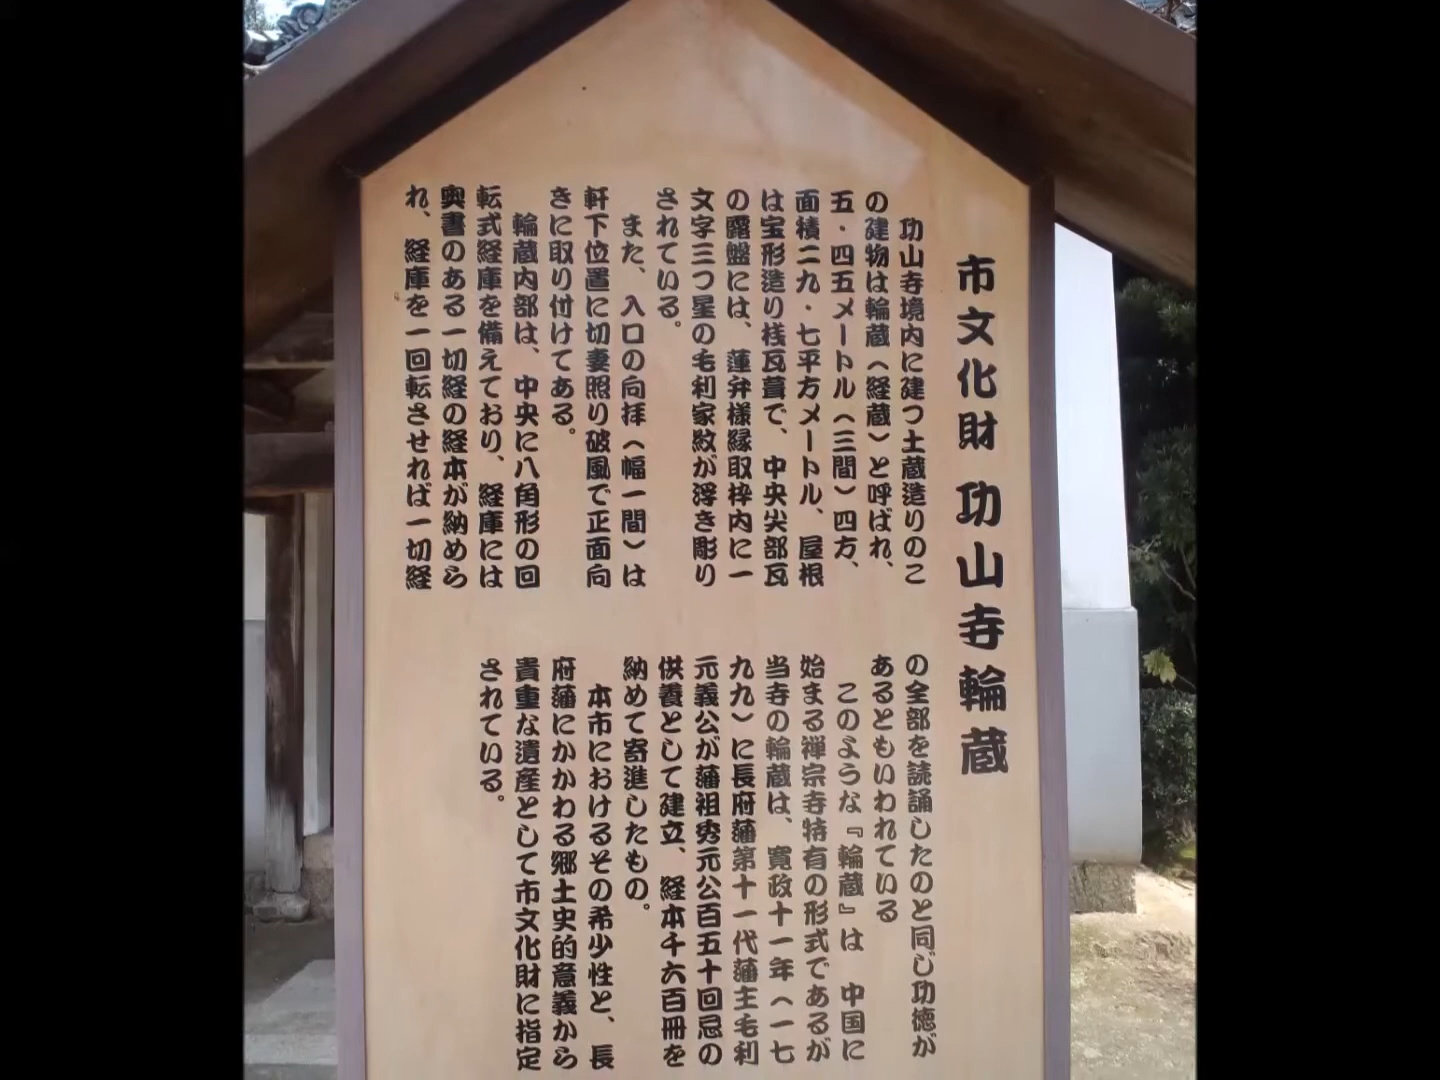 市文化財 功山寺輪蔵
功山寺境内に建つ土蔵造りのこ
の建物は輪蔵（経蔵）と呼ばれ、
五・四五メートル（三間）四方、
面積二九・七平方メートル、屋根
は宝形造り桟瓦葺で、中央尖部瓦
の露盤には、蓮弁様縁取枠内に一
文字三つ星の毛利家紋が浮き彫り
されている。
また、入口の向拝（幅一間）は
軒下位置に切妻照り破風で正面向
きに取り付けてある。
輪蔵内部は、中央に八角形の回
転式経庫を備えており、経庫には
奥書のある一切経の経本が納めら
れ、経庫を一回転させれば一切経
の全部を読誦したのと同じ功徳が
あるともいわれている
このような『輪蔵』は 中国に
始まる禅宗寺特有の形式であるが
当寺の輪蔵は、寛政十一年（一七
九九）に長府藩第十一代藩主毛利
元義公が藩祖秀元公百五十回忌の
供養として建立、経本千六百冊を
納めて寄進したもの。
本市におけるその希少性と、長
府藩にかかわる郷土史的意義から
貴重な遺産として市文化財に指定
されている。